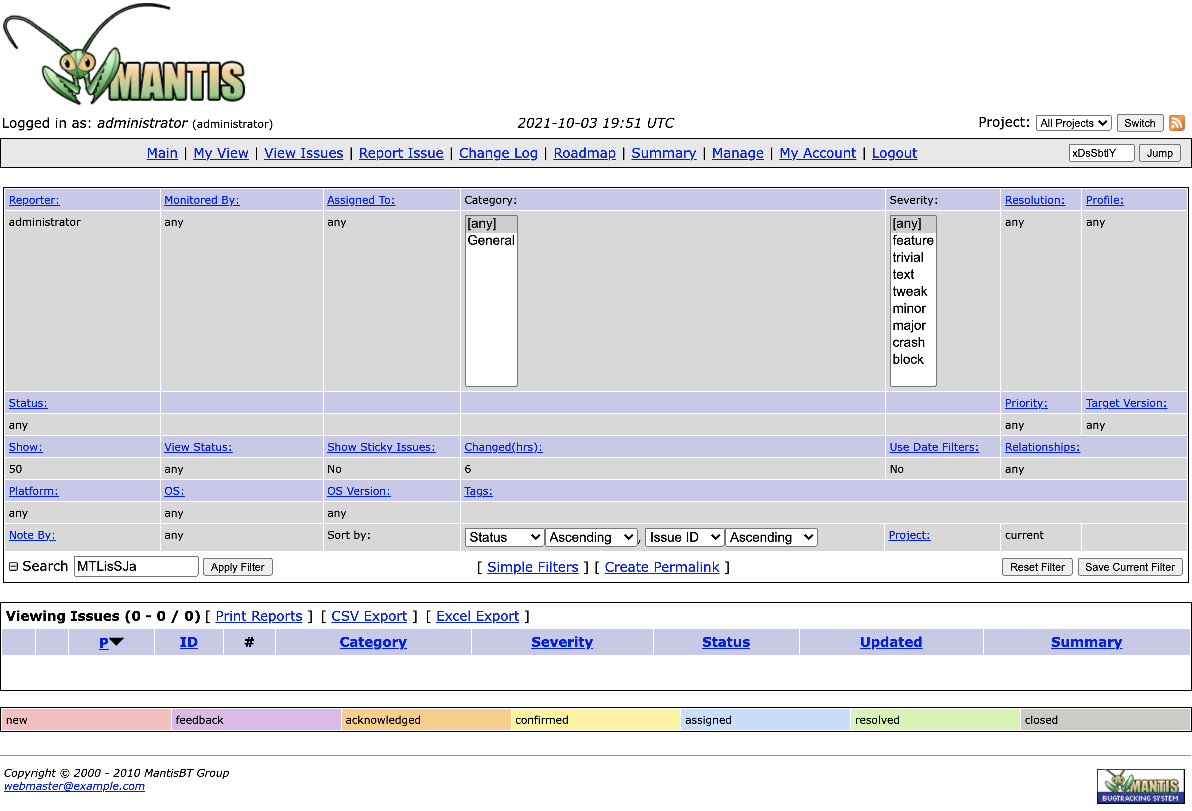 MANTIS
Logged in as: administrator (administrator) 2021-10-03 19:51 UTC Project: All Projects Switch
Main | My View | View Issues | Report Issue | Change Log | Roadmap | Summary | Manage | My Account | Logout xDsSbtlY Jump
Reporter: Monitored By: Assigned To: Category: Severity: Resolution: Profile:
administrator any any [any] [any] any any
General feature
trivial
text
tweak
minor
major
crash
block
Status: Priority: Target Version:
any any any
Show: View Status: Show Sticky Issues: Changed(hrs): Use Date Filters: Relationships:
50 any No 6 No any
Platform: OS: OS Version: Tags:
any any any
Note By: any Sort by: Status Ascending , Issue ID Ascending Project: current
Search MTLisSJa Apply Filter [ Simple Filters ] [ Create Permalink ] Reset Filter Save Current Filter
Viewing Issues (0 - 0 / 0) [ Print Reports ] [ CSV Export ] [ Excel Export ]
P ID # Category Severity Status Updated Summary
new feedback acknowledged confirmed assigned resolved closed
Copyright © 2000 - 2010 MantisBT Group
webmaster@example.com
MANTIS
BUGTRACKING SYSTEM